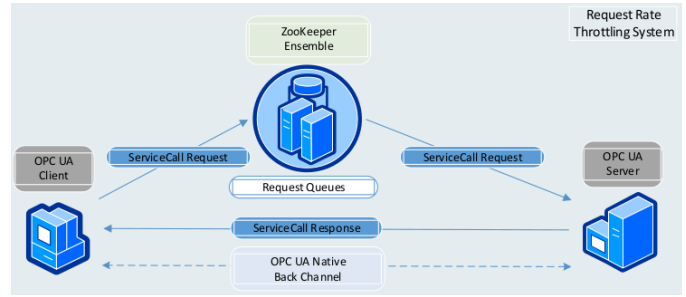 Request Rate
Throttling System
ZooKeeper
Ensemble
ServiceCall Request
ServiceCall Request
OPC UA
Client
OPC UA
Server
Request Queues
ServiceCall Response
OPC UA Native
Back Channel